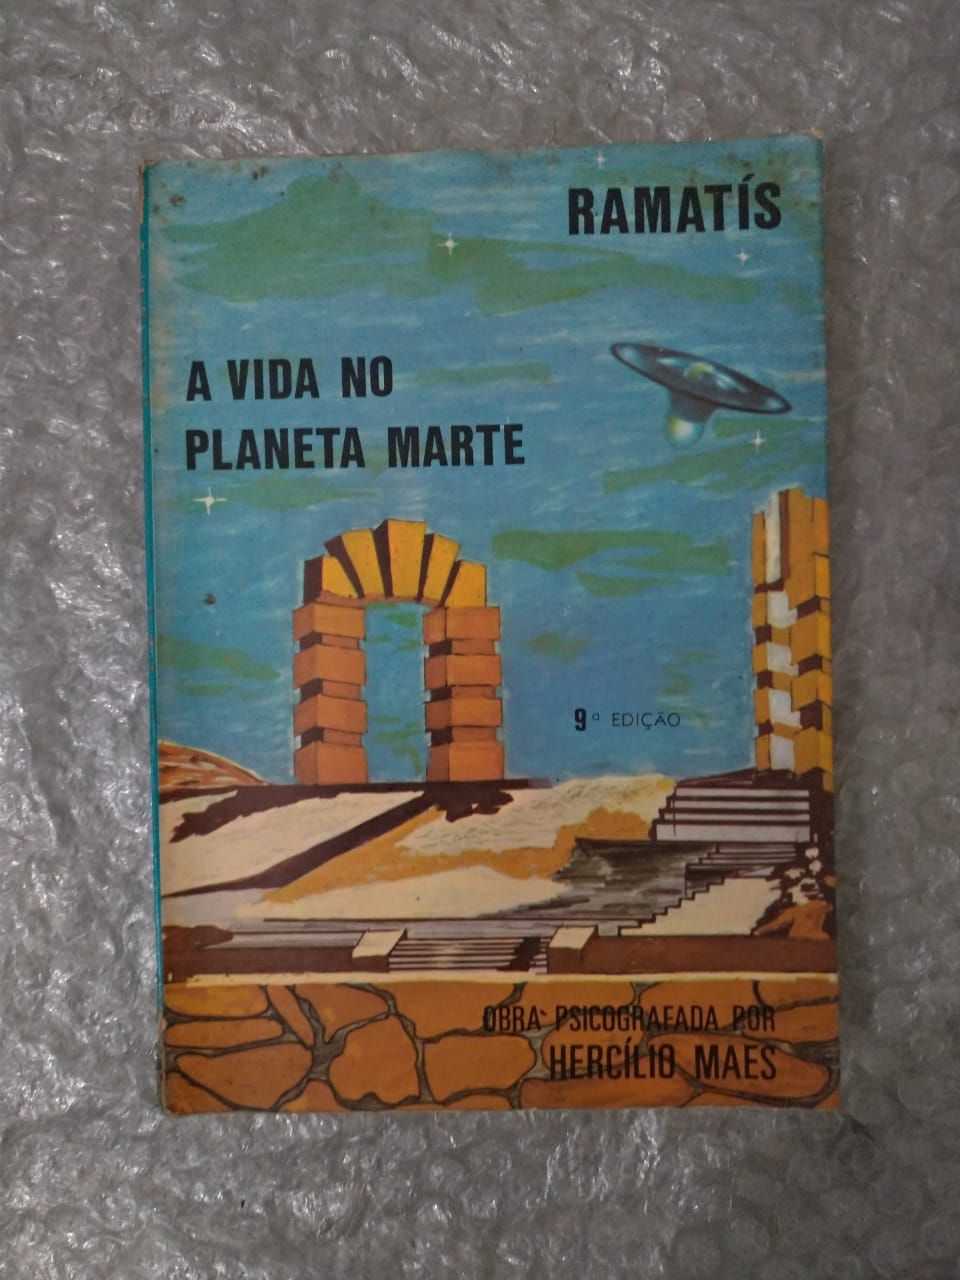 RAMATÍS
A VIDA NO
PLANETA MARTE
9ª EDIÇÃO
OBRA PSICOGRAFADA POR
HERCÍLIO MAES